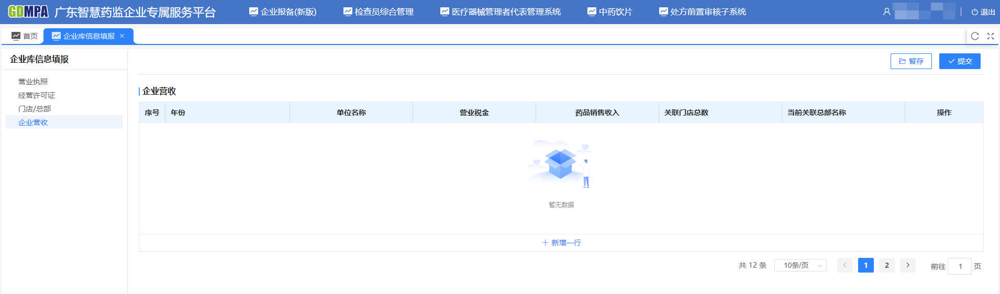 GDMPA 广东智慧药监企业专属服务平台 企业报备(新版) 检查员综合管理 医疗器械管理者代表管理系统 中药饮片 处方前置审核子系统 退出
首页 企业库信息填报 ×
企业库信息填报
暂存 提交
营业执照
经营许可证
门店/总部
企业营收
企业营收
序号 年份 单位名称 营业税金 药品销售收入 关联门店总数 当前关联总部名称 操作
暂无数据
+ 新增一行
共 12 条 10条/页 < 1 2 > 前往 1 页